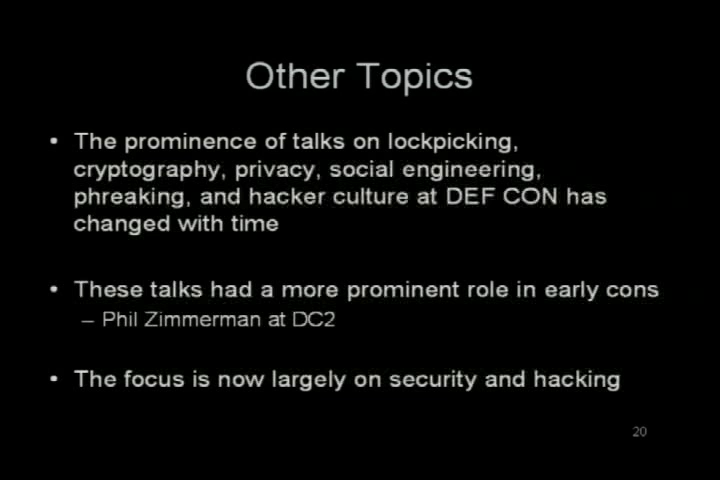 Other Topics
• The prominence of talks on lockpicking,
cryptography, privacy, social engineering,
phreaking, and hacker culture at DEF CON has
changed with time
• These talks had a more prominent role in early cons
– Phil Zimmerman at DC2
• The focus is now largely on security and hacking
20